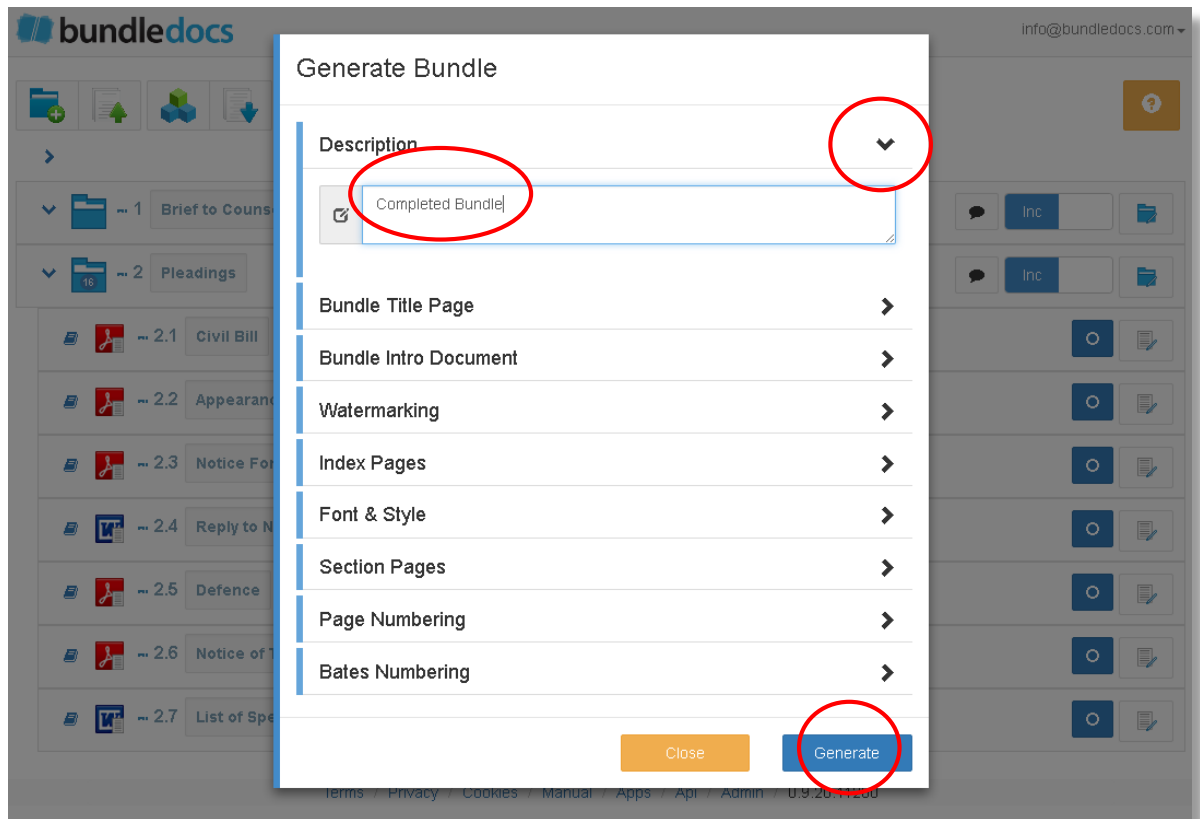 bundledocs
info@bundledocs.com
Generate Bundle
Description
Completed Bundle
Bundle Title Page
Bundle Intro Document
Watermarking
Index Pages
Font & Style
Section Pages
Page Numbering
Bates Numbering
Close Generate
1 Brief to Couns
Inc
16
2 Pleadings
Inc
2.1 Civil Bill
2.2 Appearanc
2.3 Notice For
2.4 Reply to N
2.5 Defence
2.6 Notice of T
2.7 List of Spe
Terms / Privacy / Cookies / Manual / Apps / Api / Admin /